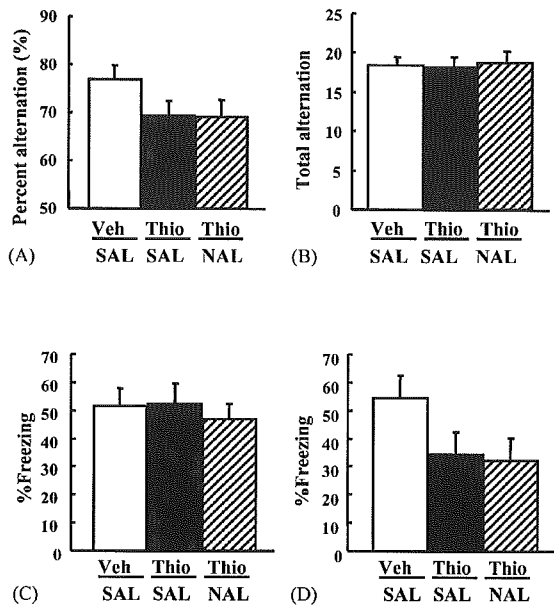 Percent alternation (%)
90
80
70
60
50
Veh Thio Thio
SAL SAL NAL
(A)
Total alternation
25
20
15
10
5
0
Veh Thio Thio
SAL SAL NAL
(B)
%Freezing
70
60
50
40
30
20
10
0
Veh Thio Thio
SAL SAL NAL
(C)
%Freezing
70
60
50
40
30
20
10
0
Veh Thio Thio
SAL SAL NAL
(D)